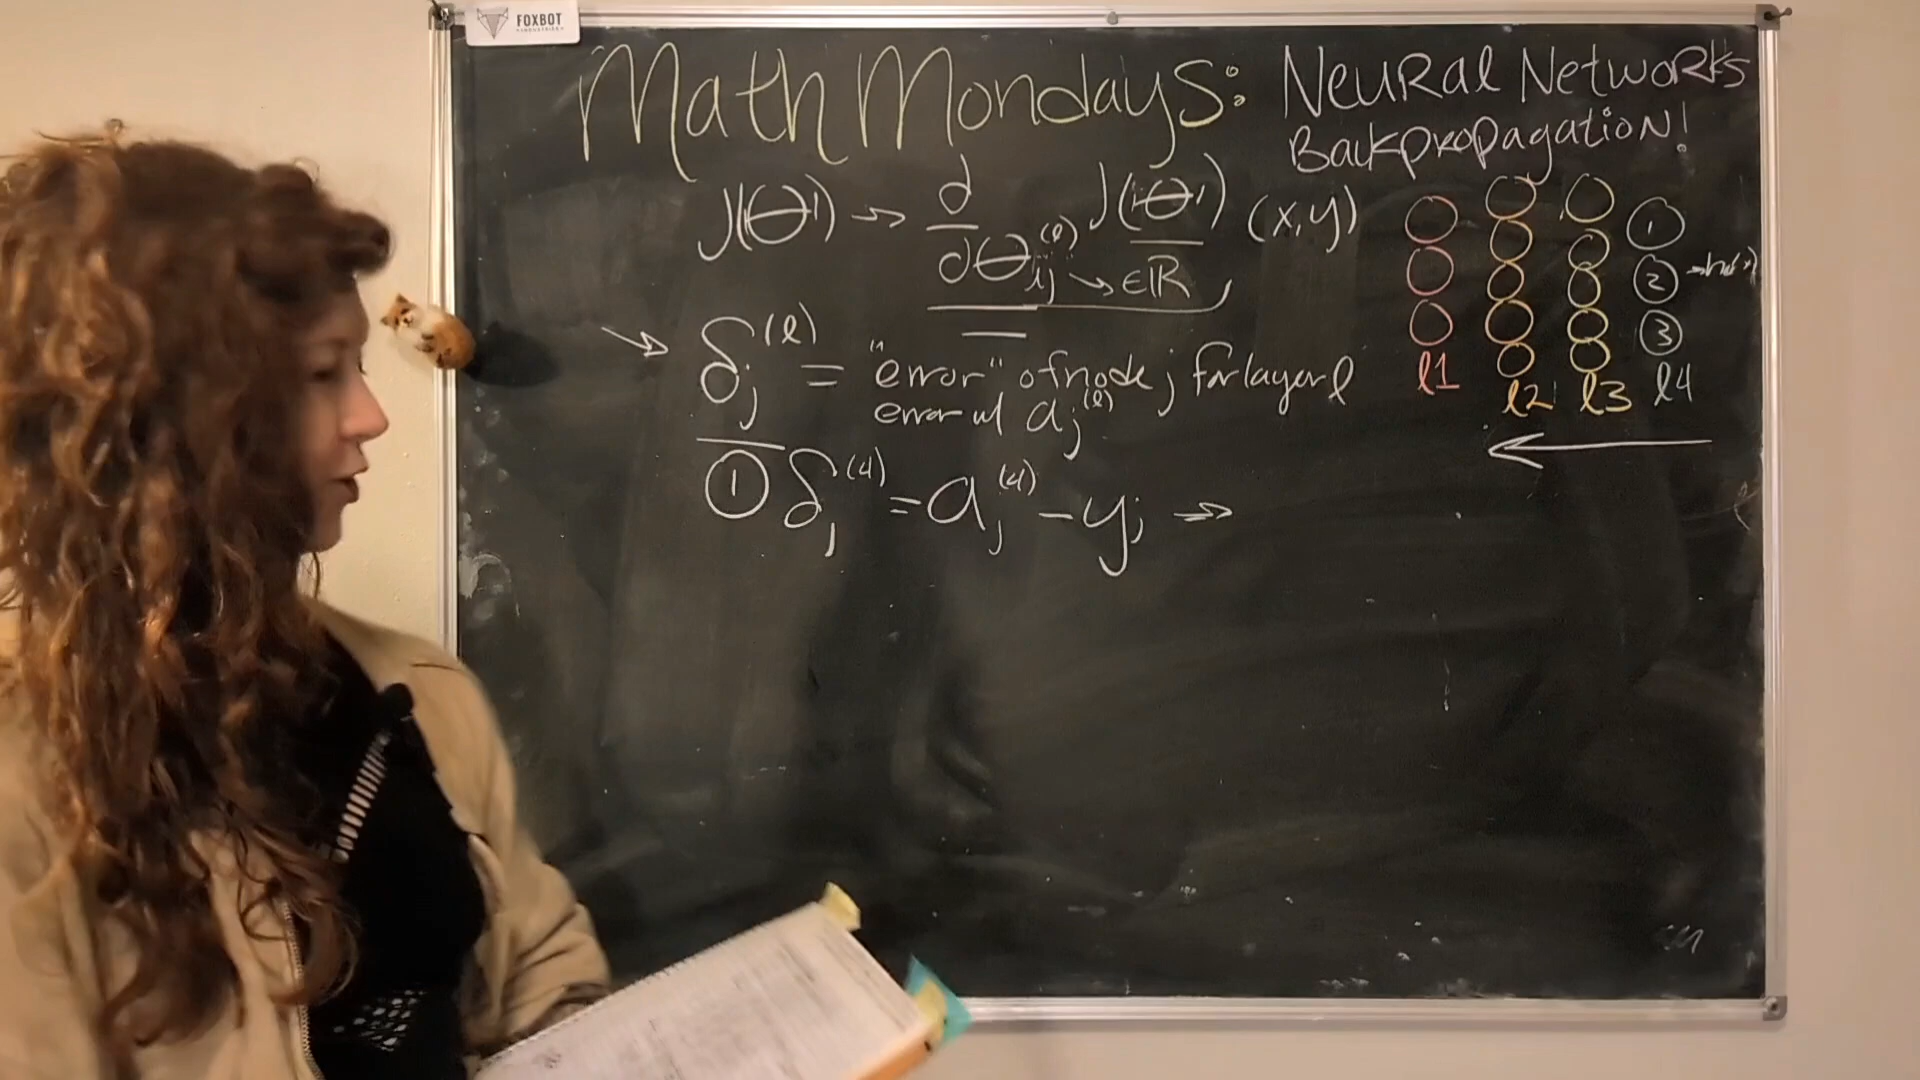 FOXBOT
INDUSTRIES
Math Mondays: Neural Networks
Backpropagation!
J(Θ) → ∂/∂Θij^(l) J(Θ) (x,y)
→ ∈ℝ
1
2
3
l1 l2 l3 l4
δj^(l) = "error" of node j for layer l
error w/ aj^(l)
① δj^(4) = aj^(4) - yj →